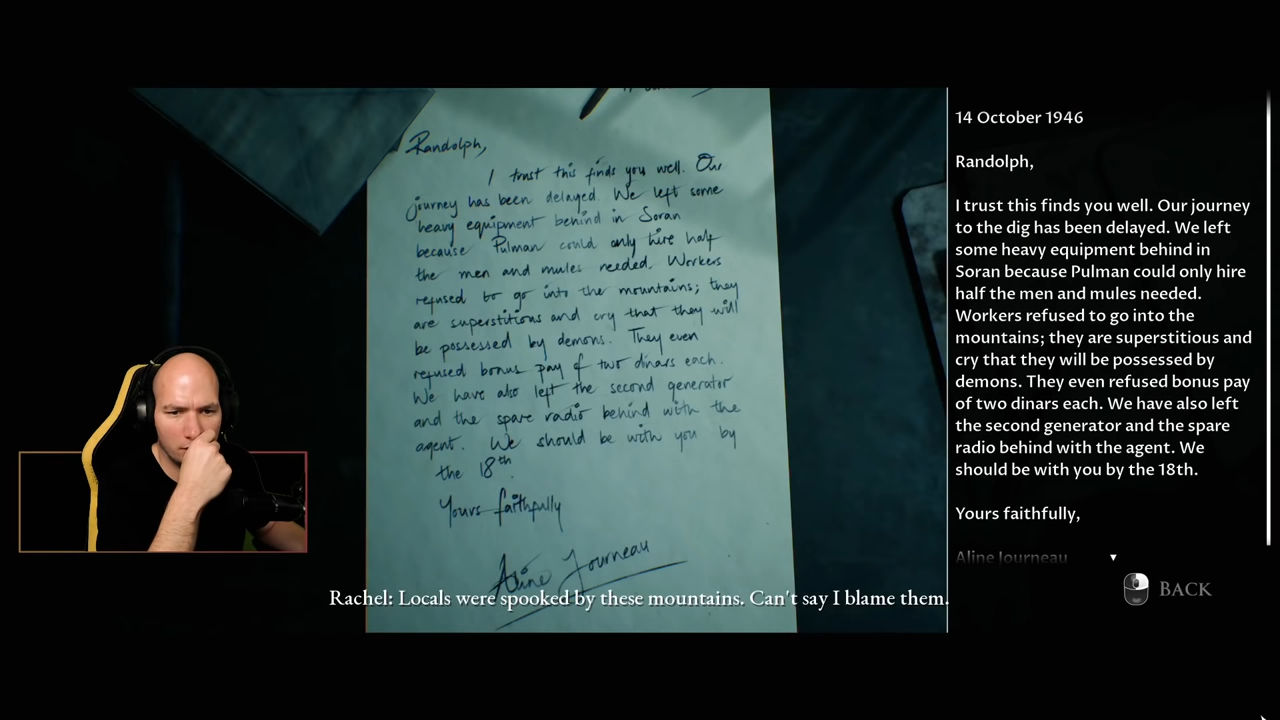 Randolph,
I trust this finds you well. Our
journey has been delayed. We left some
heavy equipment behind in Soran
because Pulman could only hire half
the men and mules needed. Workers
refused to go into the mountains; they
are superstitious and cry that they will
be possessed by demons. They even
refused bonus pay of two dinars each.
We have also left the second generator
and the spare radio behind with the
agent. We should be with you by
the 18th.
Yours faithfully
Aline Journeau
Rachel: Locals were spooked by these mountains. Can't say I blame them.
14 October 1946
Randolph,
I trust this finds you well. Our journey
to the dig has been delayed. We left
some heavy equipment behind in
Soran because Pulman could only hire
half the men and mules needed.
Workers refused to go into the
mountains; they are superstitious and
cry that they will be possessed by
demons. They even refused bonus pay
of two dinars each. We have also left
the second generator and the spare
radio behind with the agent. We
should be with you by the 18th.
Yours faithfully,
Aline Journeau
BACK